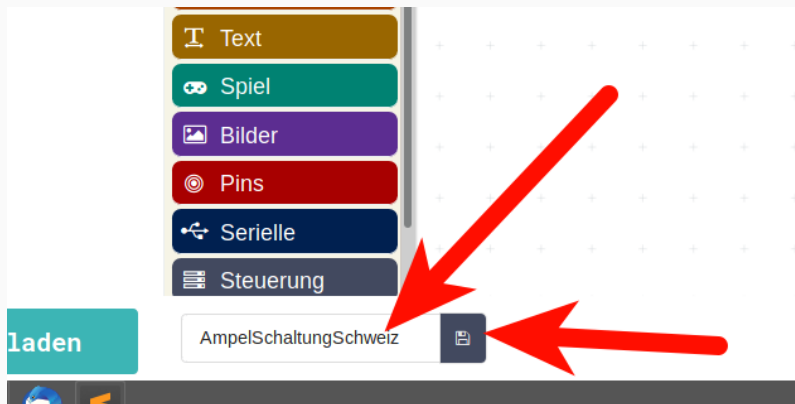 Text
Spiel
Bilder
Pins
Serielle
Steuerung
laden
AmpelSchaltungSchweiz